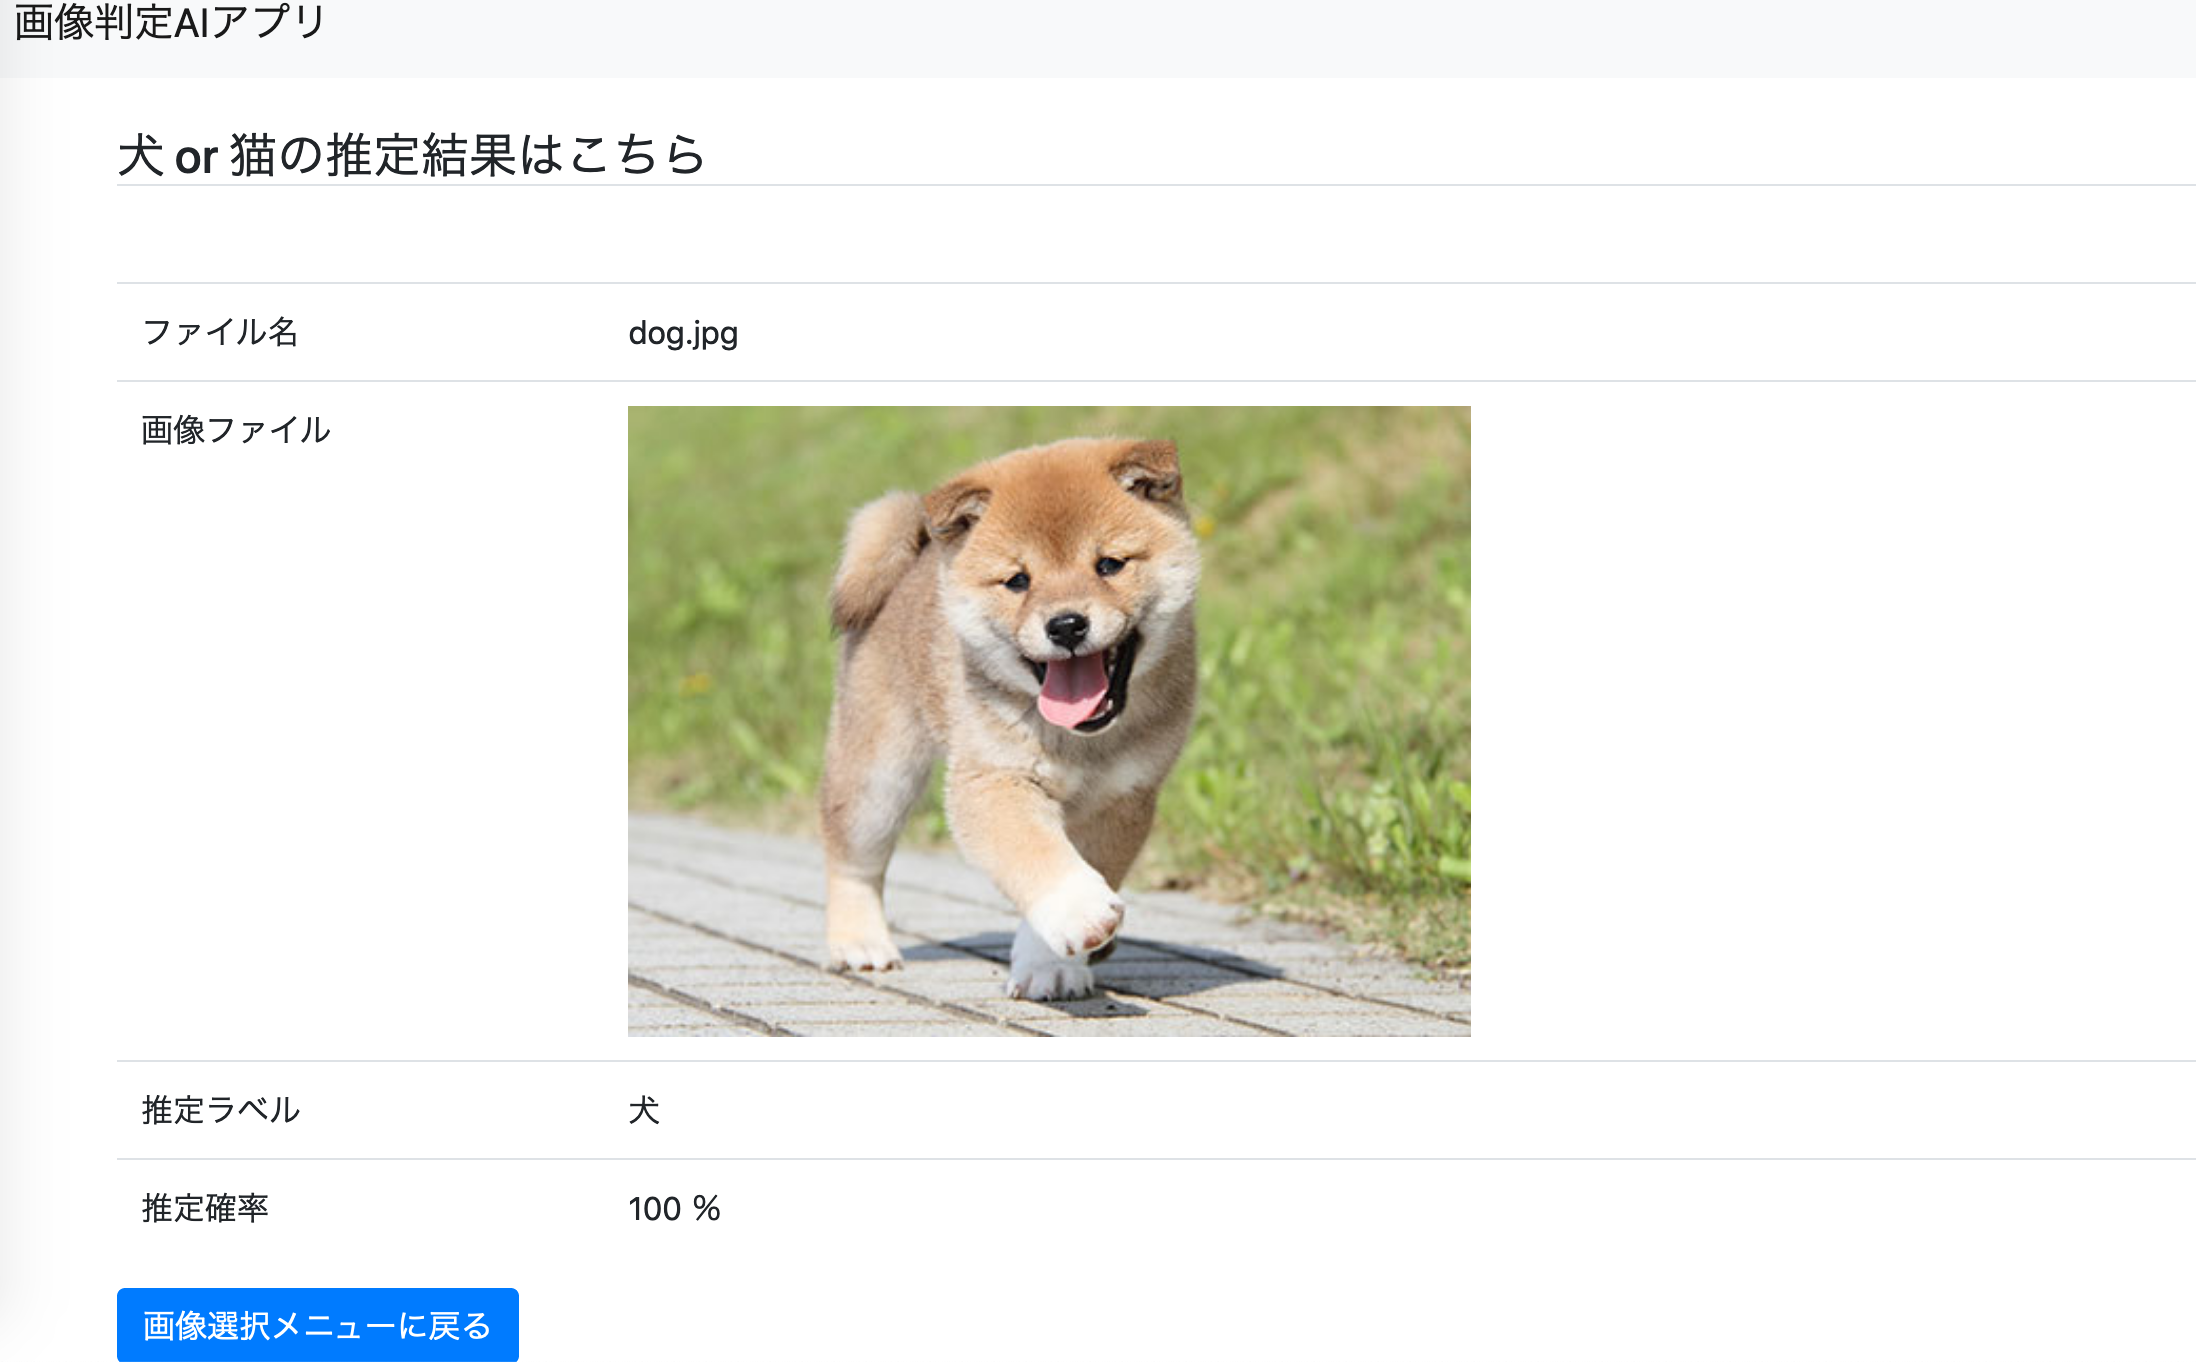 画像判定AIアプリ
犬 or 猫の推定結果はこちら
ファイル名 dog.jpg
画像ファイル
推定ラベル 犬
推定確率 100 %
画像選択メニューに戻る